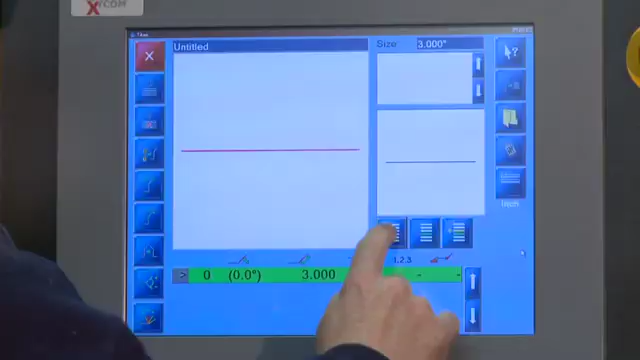 XYCOM
Untitled
Size: 3.000"
Inch
1.2.3
> 0 (0.0°) 3.000 - -